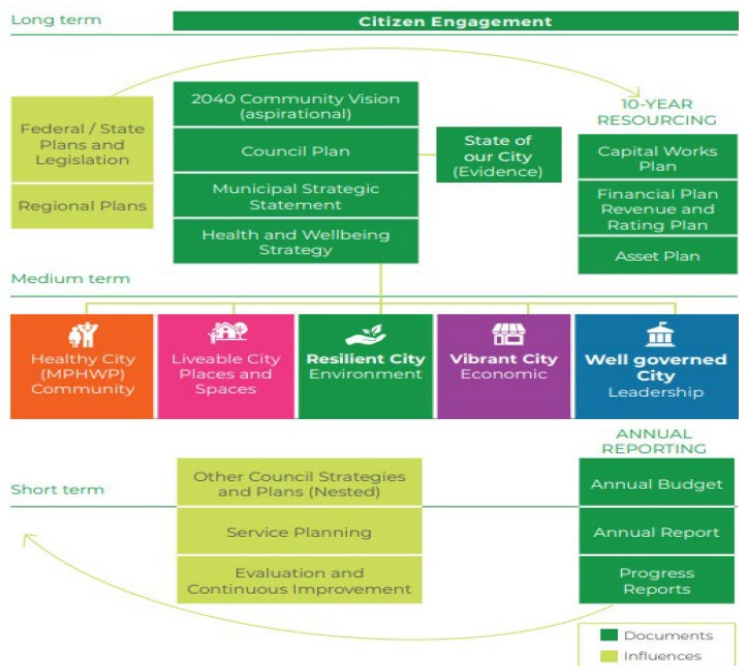 Long term
Citizen Engagement
Federal / State
Plans and
Legislation
Regional Plans
2040 Community Vision
(aspirational)
Council Plan
Municipal Strategic
Statement
Health and Wellbeing
Strategy
State of
our City
(Evidence)
10-YEAR
RESOURCING
Capital Works
Plan
Financial Plan
Revenue and
Rating Plan
Asset Plan
Medium term
Healthy City
(MPHWP)
Community
Liveable City
Places and
Spaces
Resilient City
Environment
Vibrant City
Economic
Well governed
City
Leadership
Short term
Other Council Strategies
and Plans (Nested)
Service Planning
Evaluation and
Continuous Improvement
ANNUAL
REPORTING
Annual Budget
Annual Report
Progress
Reports
Documents
Influences